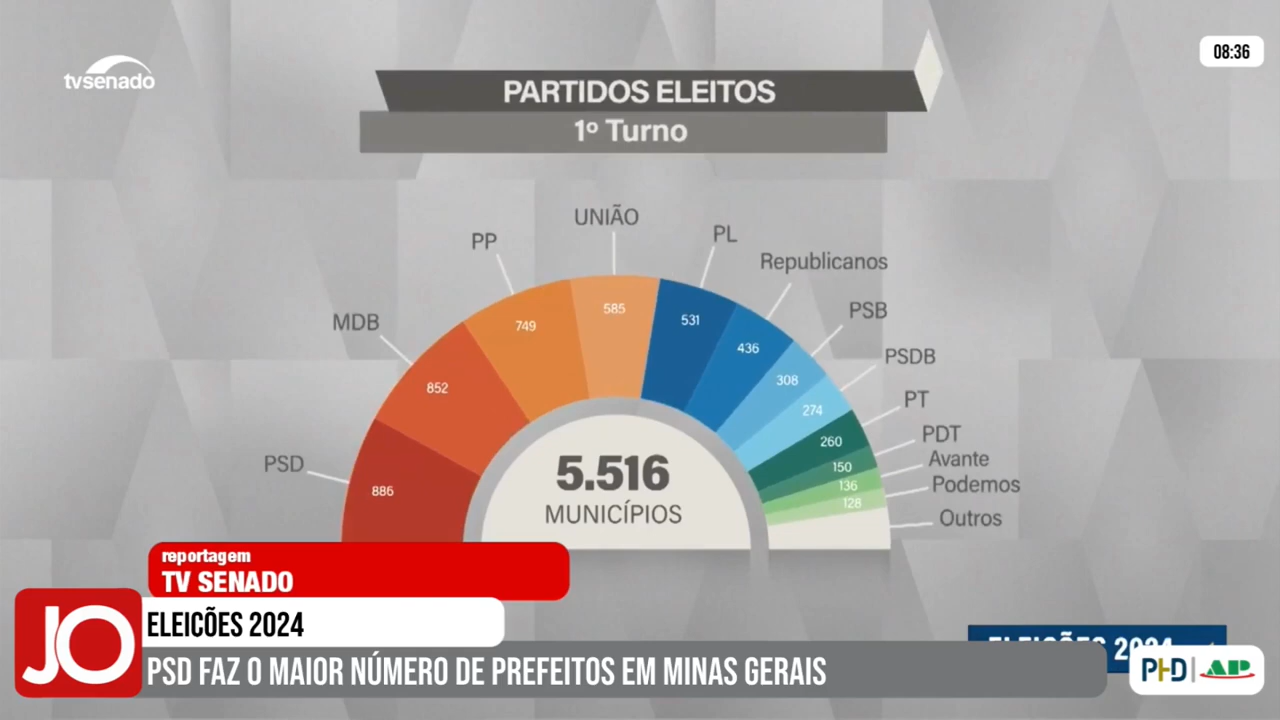 tvsenado
08:36
PARTIDOS ELEITOS
1º Turno
UNIÃO
PL
PP
Republicanos
MDB
PSB
PSDB
PT
PDT
Avante
PSD
Podemos
Outros
886
852
749
585
531
436
308
274
260
150
136
128
5.516
MUNICÍPIOS
reportagem
TV SENADO
JO
ELEICÕES 2024
PSD FAZ O MAIOR NÚMERO DE PREFEITOS EM MINAS GERAIS
ELEIÇÕES 2024
PHD
AP